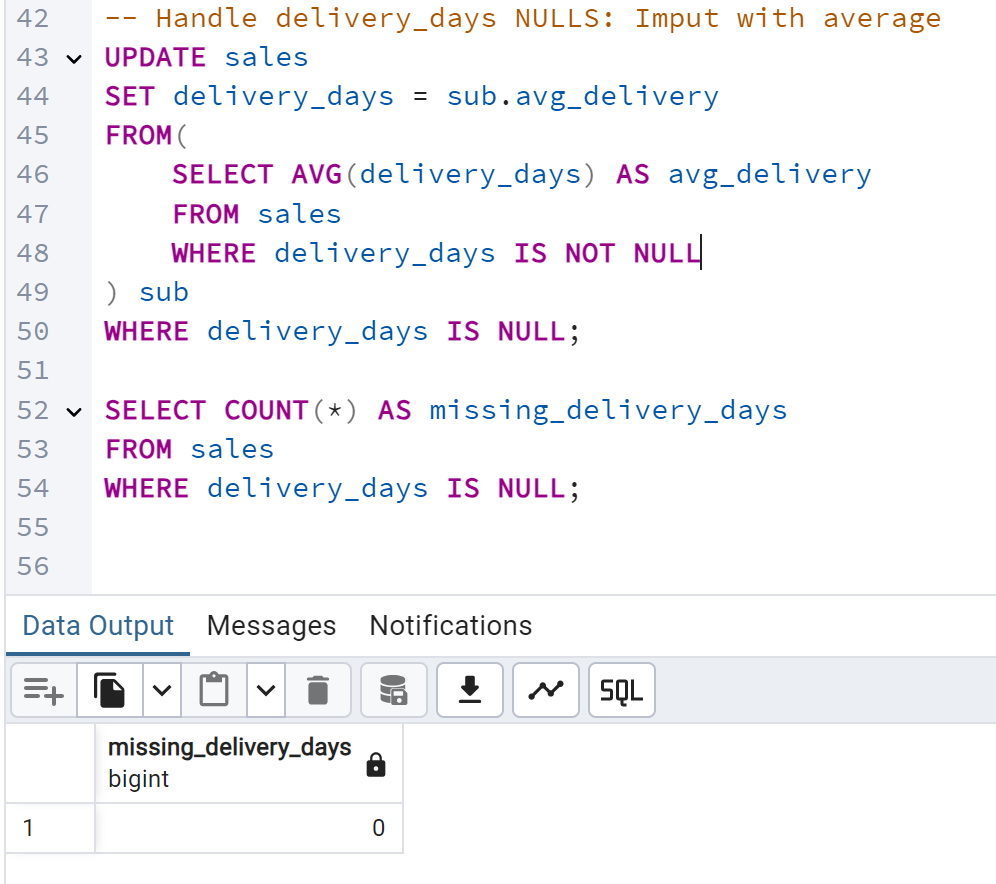 42 -- Handle delivery_days NULLS: Imput with average
43 UPDATE sales
44 SET delivery_days = sub.avg_delivery
45 FROM(
46 SELECT AVG(delivery_days) AS avg_delivery
47 FROM sales
48 WHERE delivery_days IS NOT NULL
49 ) sub
50 WHERE delivery_days IS NULL;
51
52 SELECT COUNT(*) AS missing_delivery_days
53 FROM sales
54 WHERE delivery_days IS NULL;
55
56
Data Output Messages Notifications
SQL
missing_delivery_days
bigint
1 0